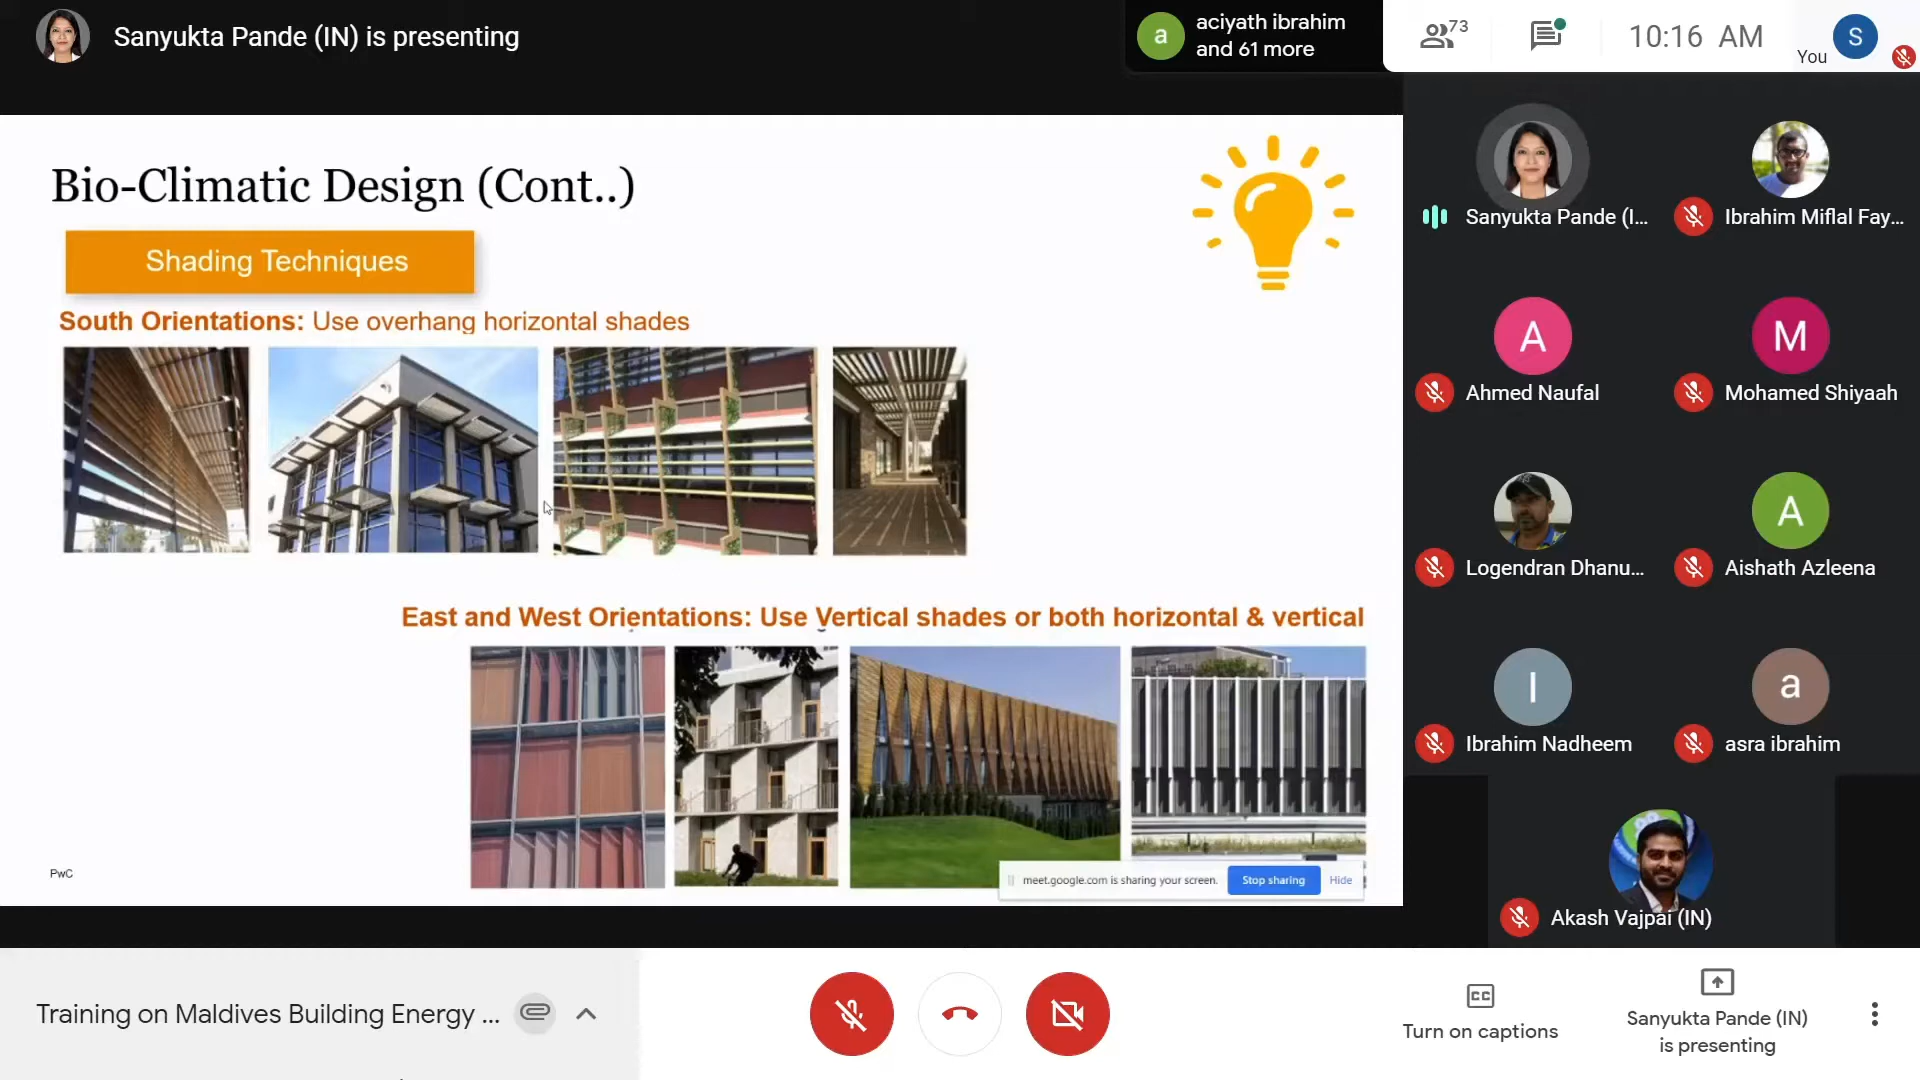 Sanyukta Pande (IN) is presenting
a
aciyath ibrahim
and 61 more
73
10:16 AM
You
S
Bio-Climatic Design (Cont..)
Shading Techniques
South Orientations: Use overhang horizontal shades
East and West Orientations: Use Vertical shades or both horizontal & vertical
PwC
meet.google.com is sharing your screen.
Stop sharing
Hide
Sanyukta Pande (I...
Ibrahim Miflal Fay...
A
M
Ahmed Naufal
Mohamed Shiyaah
A
Logendran Dhanu...
Aishath Azleena
I
a
Ibrahim Nadheem
asra ibrahim
Akash Vajpai (IN)
Training on Maldives Building Energy ...
CC
Turn on captions
Sanyukta Pande (IN)
is presenting